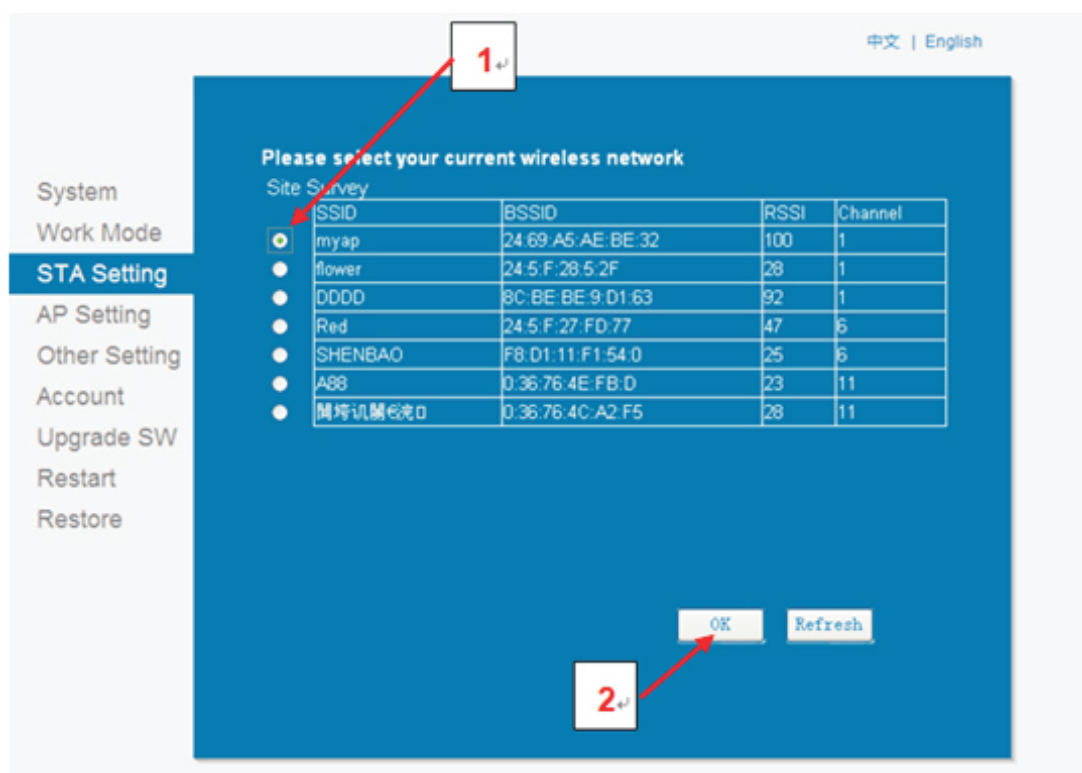 中文 | English
1
Please select your current wireless network
Site Survey
SSID BSSID RSSI Channel
myap 24:69:A5:AE:BE:32 100 1
flower 24:5:F:28:5:2F 28 1
DDDD 8C:BE:BE:9:D1:63 92 1
Red 24:5:F:27:FD:77 47 6
SHENBAO F8:D1:11:F1:54:0 25 6
A88 0:36:76:4E:FB:D 23 11
0:36:76:4C:A2:F5 28 11
System
Work Mode
STA Setting
AP Setting
Other Setting
Account
Upgrade SW
Restart
Restore
OK Refresh
2